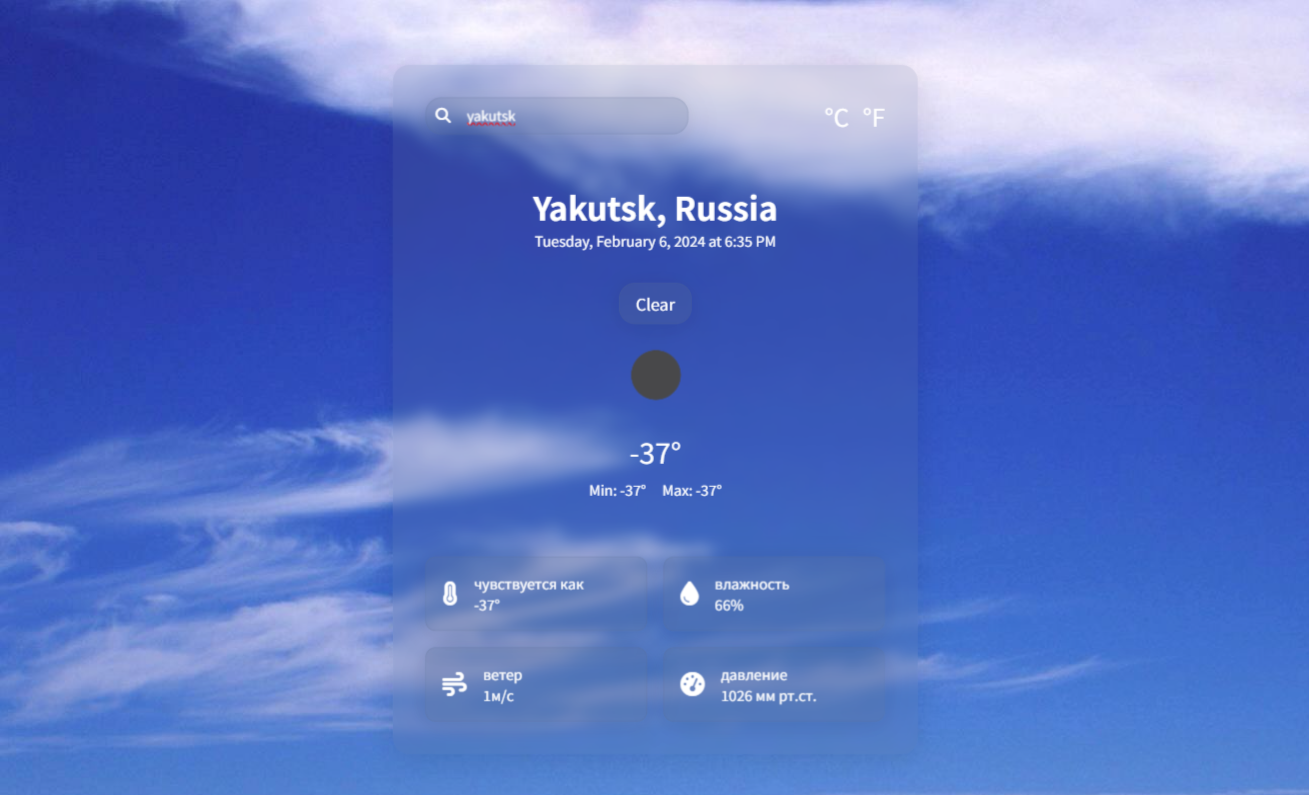 yakutsk
°C °F
Yakutsk, Russia
Tuesday, February 6, 2024 at 6:35 PM
Clear
-37°
Min: -37° Max: -37°
чувствуется как
-37°
влажность
66%
ветер
1м/с
давление
1026 мм рт.ст.